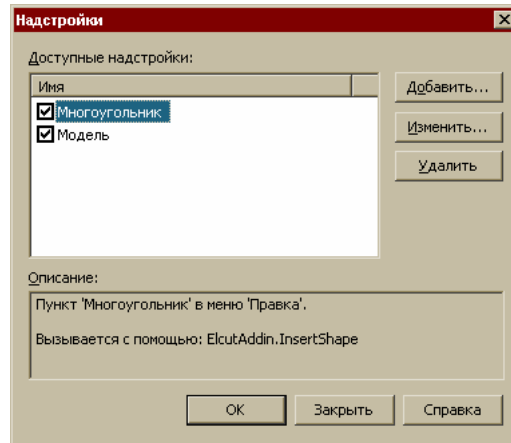 Надстройки
Доступные надстройки:
Имя
Добавить...
Многоугольник
Изменить...
Модель
Удалить
Описание:
Пункт 'Многоугольник' в меню 'Правка'.
Вызывается с помощью: ElcutAddin.InsertShape
ОК Закрыть Справка